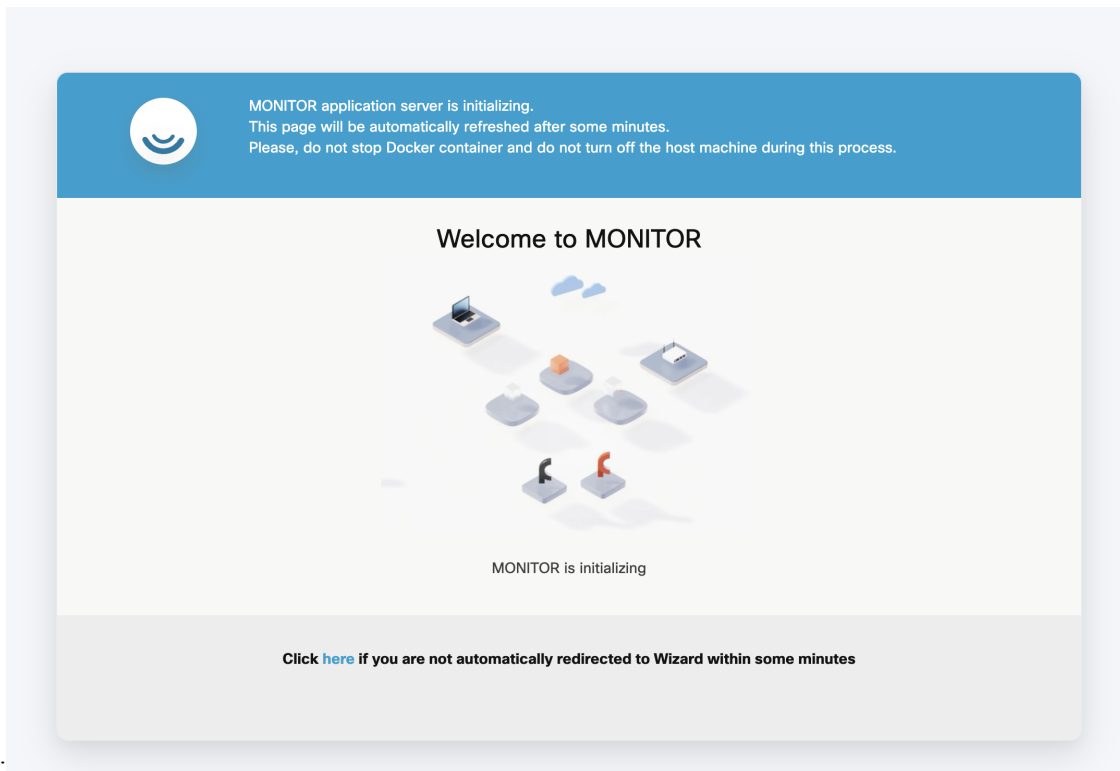 MONITOR application server is initializing.
This page will be automatically refreshed after some minutes.
Please, do not stop Docker container and do not turn off the host machine during this process.
Welcome to MONITOR
MONITOR is initializing
Click here if you are not automatically redirected to Wizard within some minutes
.